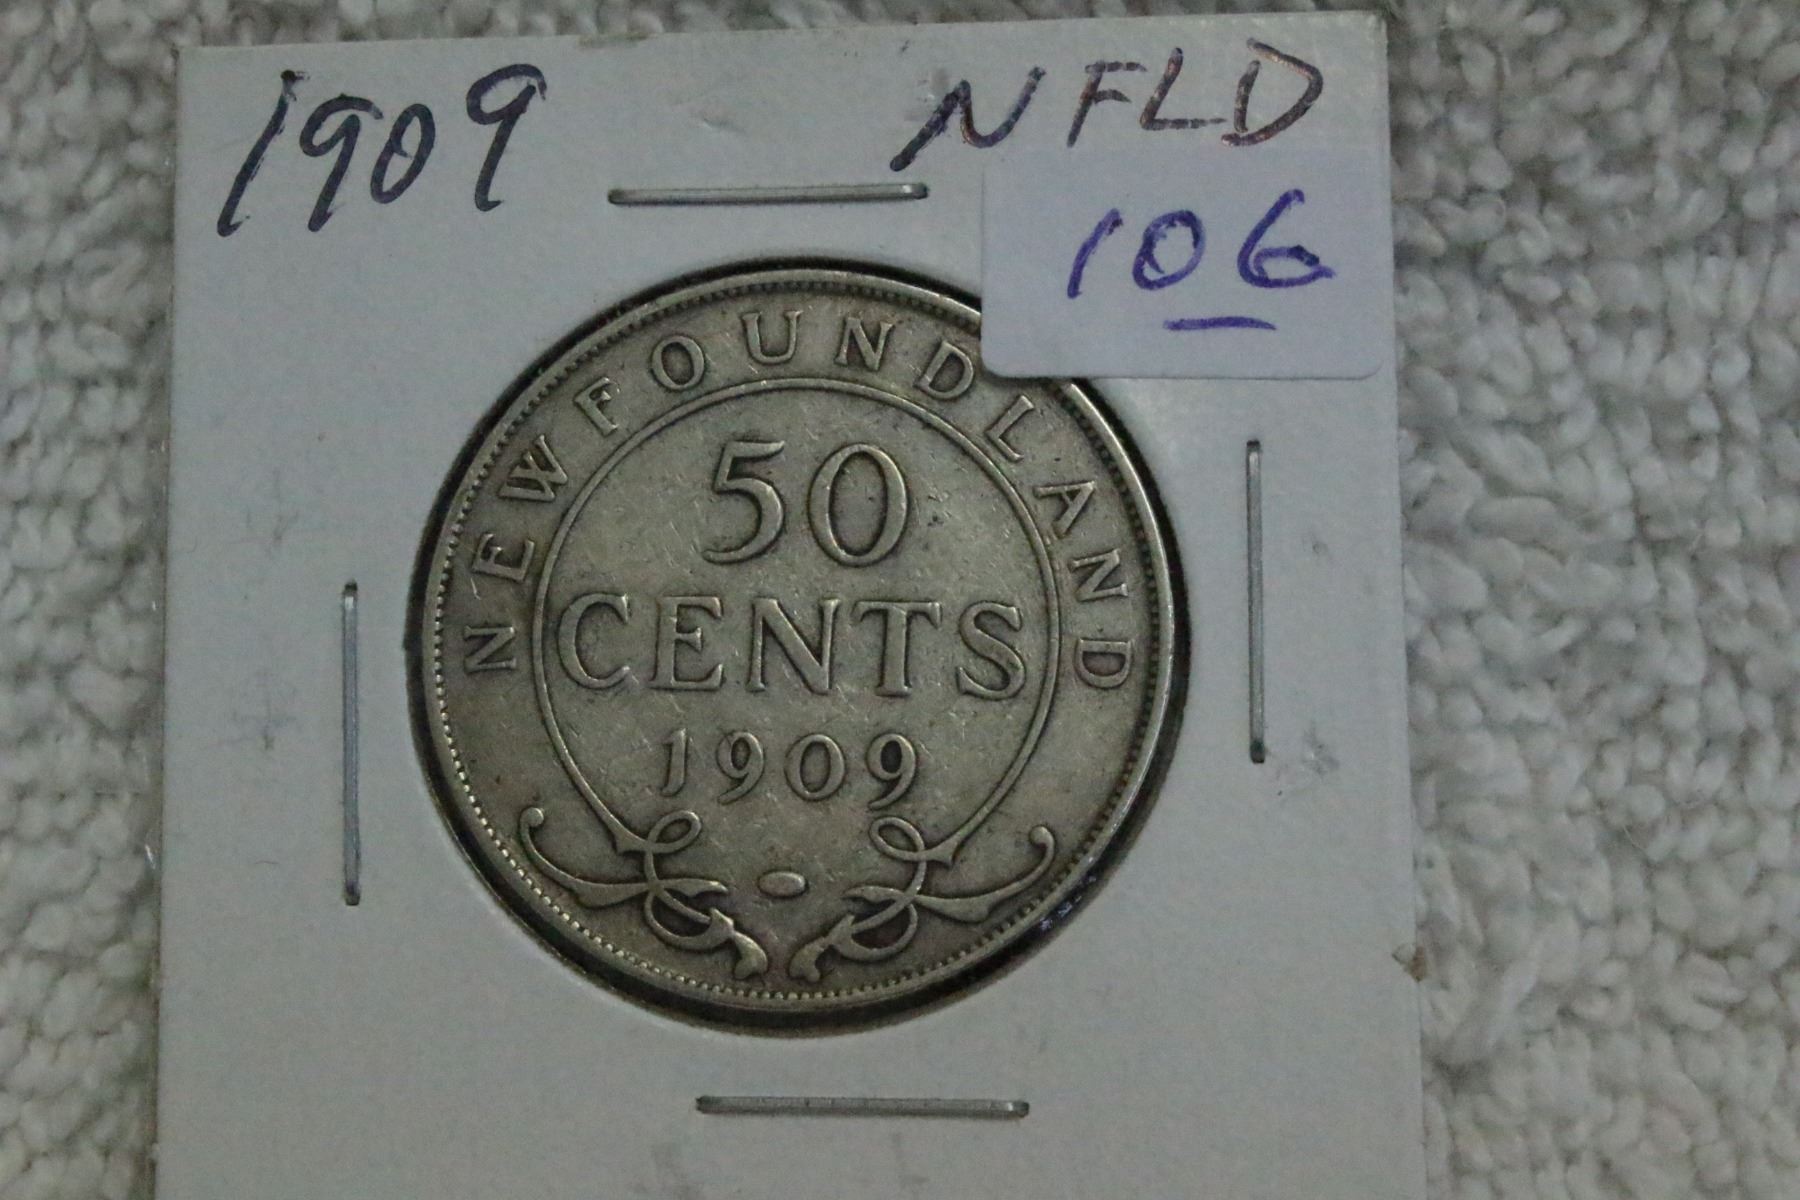 1909 NFLD
106
NEWFOUNDLAND
50
CENTS
1909